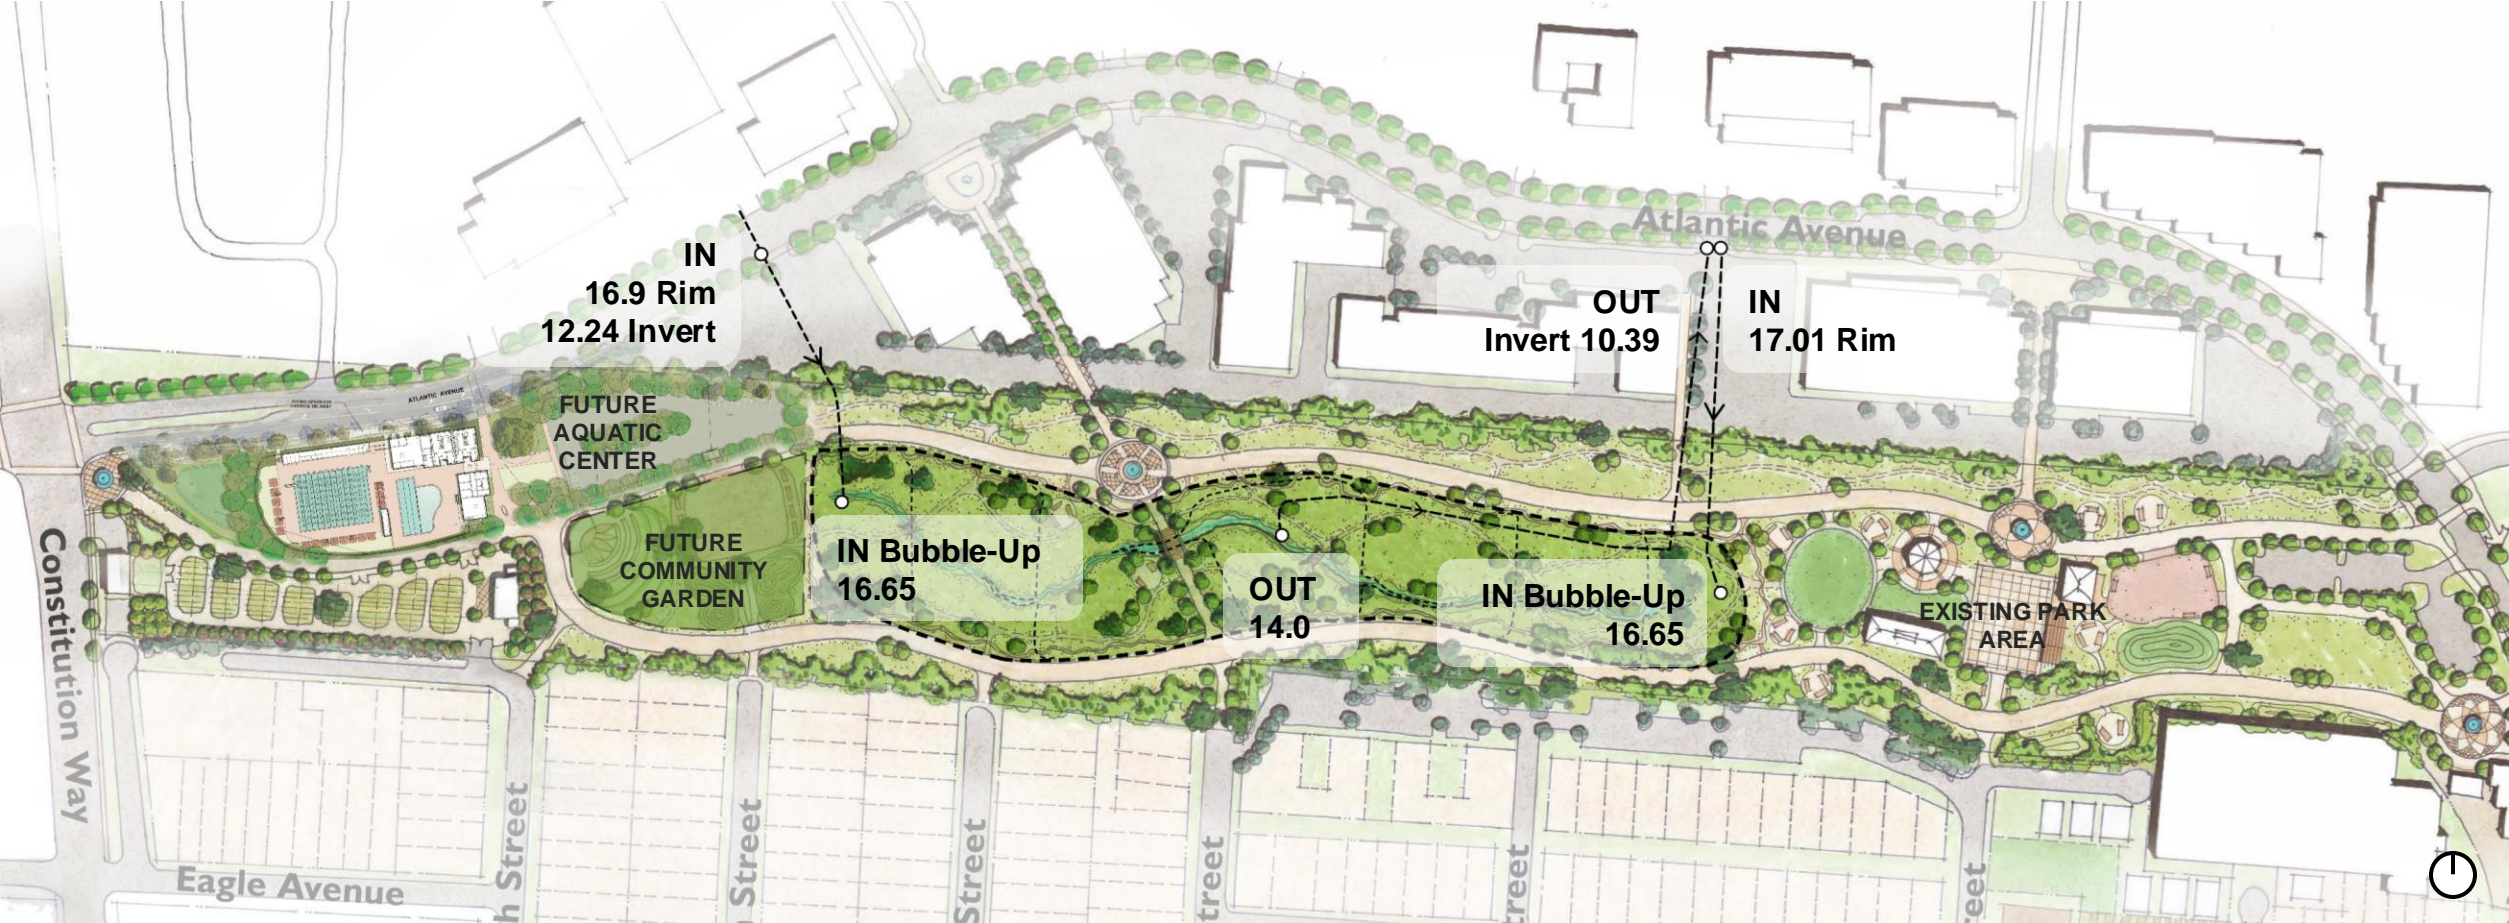 Atlantic Avenue
IN
16.9 Rim
12.24 Invert
OUT
Invert 10.39
IN
17.01 Rim
ATLANTIC AVENUE
FUTURE
AQUATIC
CENTER
FUTURE
COMMUNITY
GARDEN
IN Bubble-Up
16.65
OUT
14.0
IN Bubble-Up
16.65
EXISTING PARK
AREA
Constitution Way
Eagle Avenue
h Street
Street
Street
treet
treet
eet